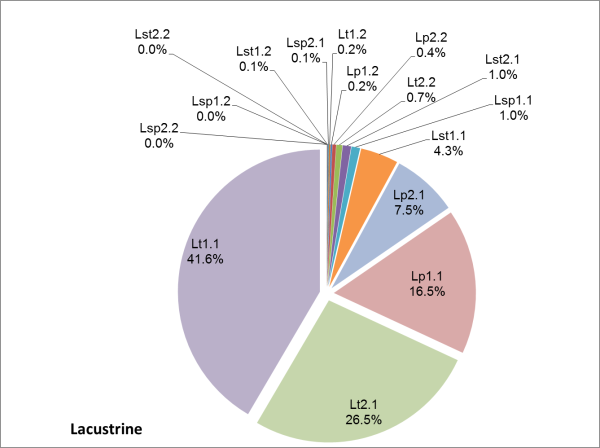 Lst2.2
0.0%
Lst1.2
0.1%
Lsp2.1
0.1%
Lt1.2
0.2%
Lp1.2
0.2%
Lp2.2
0.4%
Lt2.2
0.7%
Lst2.1
1.0%
Lsp1.1
1.0%
Lsp1.2
0.0%
Lsp2.2
0.0%
Lst1.1
4.3%
Lp2.1
7.5%
Lt1.1
41.6%
Lp1.1
16.5%
Lt2.1
26.5%
Lacustrine